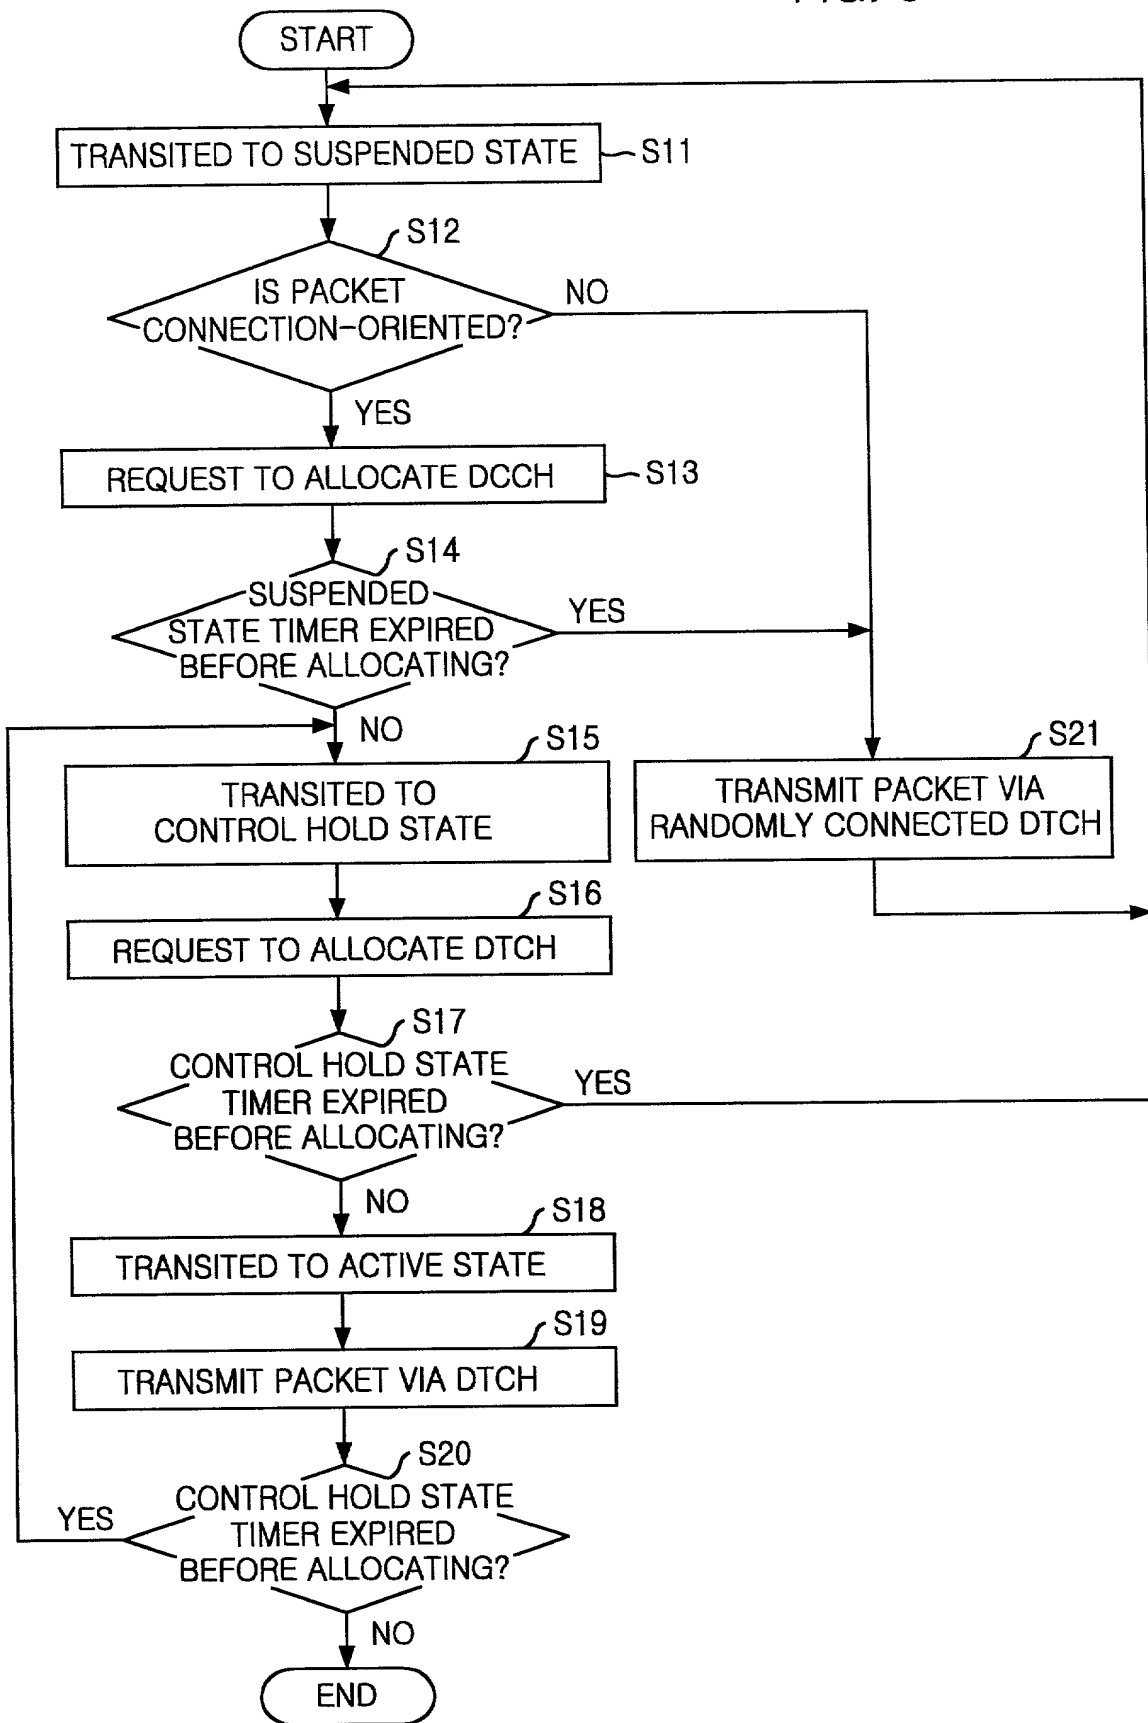 START
TRANSITED TO SUSPENDED STATE
S11
S12
IS PACKET
CONNECTION-ORIENTED?
NO
YES
REQUEST TO ALLOCATE DCCH
S13
S14
SUSPENDED
STATE TIMER EXPIRED
BEFORE ALLOCATING?
YES
NO
S15
TRANSITED TO
CONTROL HOLD STATE
S21
TRANSMIT PACKET VIA
RANDOMLY CONNECTED DTCH
S16
REQUEST TO ALLOCATE DTCH
S17
CONTROL HOLD STATE
TIMER EXPIRED
BEFORE ALLOCATING?
YES
NO
S18
TRANSITED TO ACTIVE STATE
S19
TRANSMIT PACKET VIA DTCH
S20
CONTROL HOLD STATE
TIMER EXPIRED
BEFORE ALLOCATING?
YES
NO
END